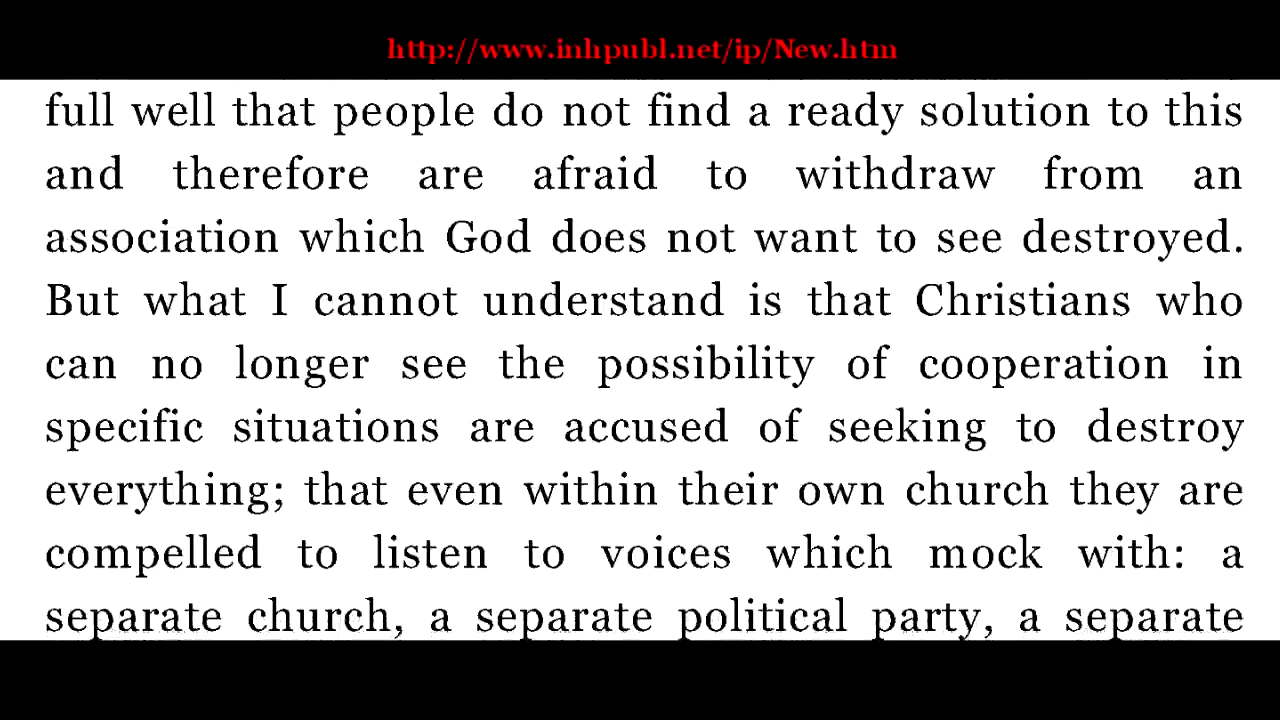 http://www.inhpubl.net/ip/New.htm
full well that people do not find a ready solution to this
and therefore are afraid to withdraw from an
association which God does not want to see destroyed.
But what I cannot understand is that Christians who
can no longer see the possibility of cooperation in
specific situations are accused of seeking to destroy
everything; that even within their own church they are
compelled to listen to voices which mock with: a
separate church, a separate political party, a separate